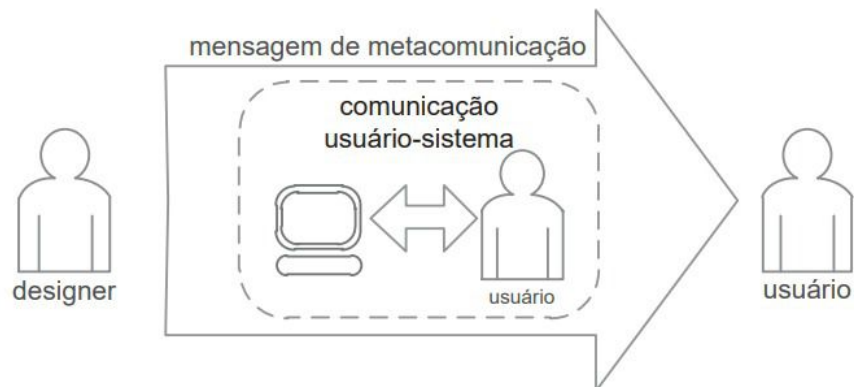 mensagem de metacomunicação
comunicação
usuário-sistema
designer
usuário
usuário